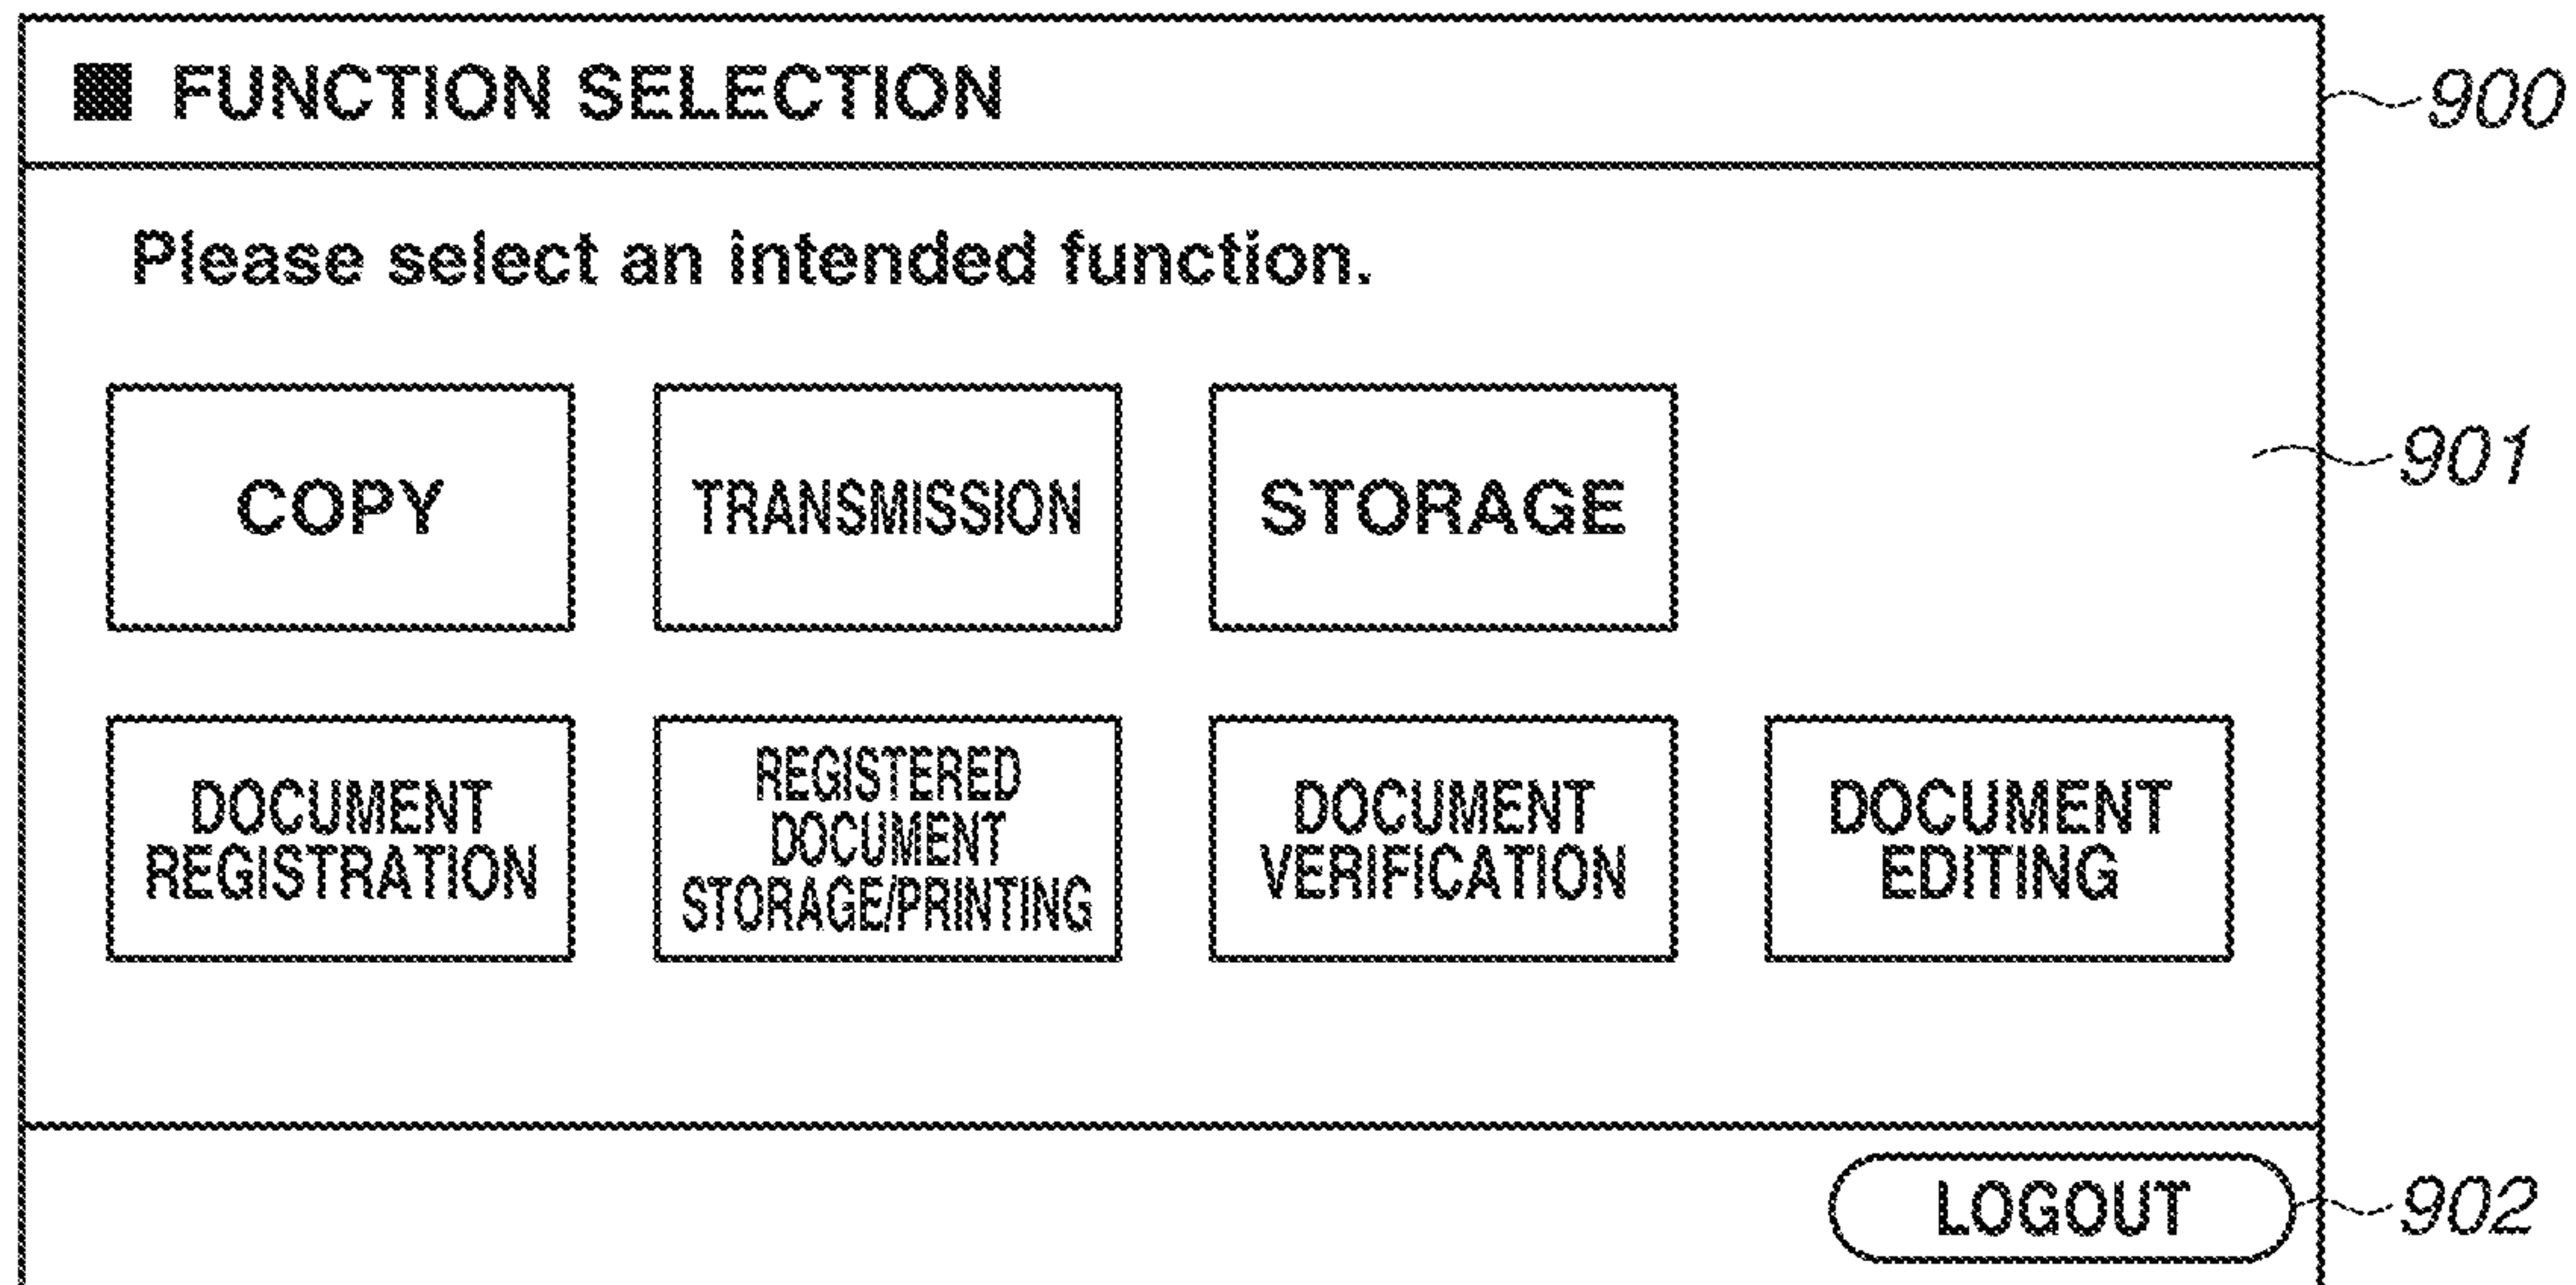 ■ FUNCTION SELECTION
900
Please select an intended function.
901
COPY
TRANSMISSION
STORAGE
DOCUMENT
REGISTRATION
REGISTERED
DOCUMENT
STORAGE/PRINTING
DOCUMENT
VERIFICATION
DOCUMENT
EDITING
LOGOUT
902